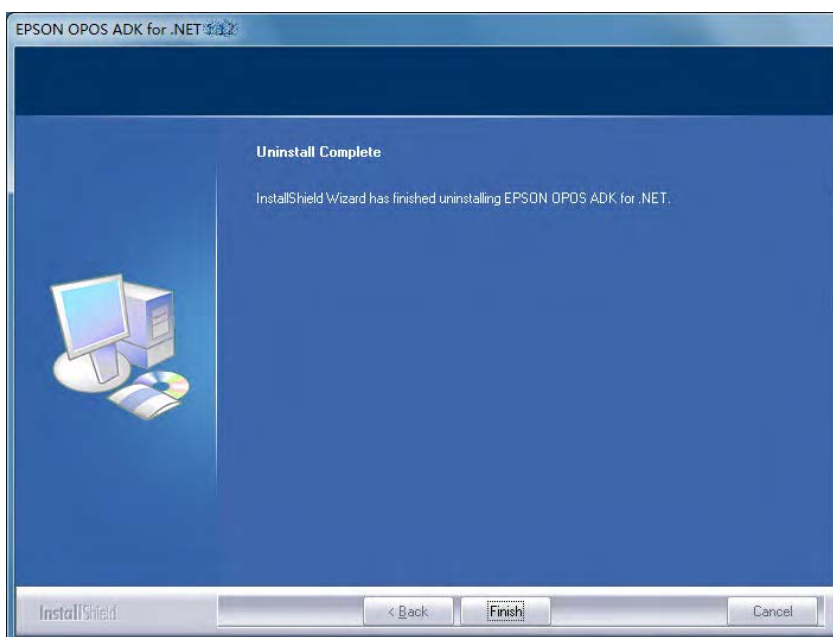 EPSON OPOS ADK for .NET
Uninstall Complete
InstallShield Wizard has finished uninstalling EPSON OPOS ADK for .NET.
InstallShield
< Back
Finish
Cancel